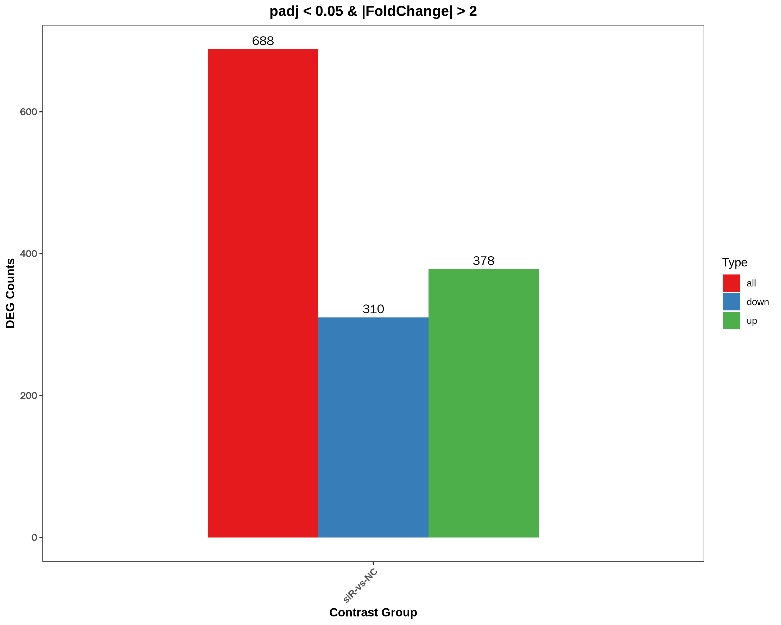 padj < 0.05 & |FoldChange| > 2
688
600
400
378
310
200
0
DEG Counts
siR-vs-NC
Contrast Group
Type
all
down
up